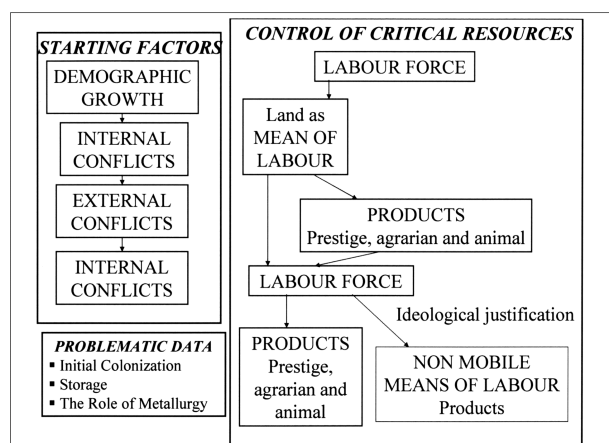 STARTING FACTORS
DEMOGRAPHIC
GROWTH
INTERNAL
CONFLICTS
EXTERNAL
CONFLICTS
INTERNAL
CONFLICTS
PROBLEMATIC DATA
▪ Initial Colonization
▪ Storage
▪ The Role of Metallurgy
CONTROL OF CRITICAL RESOURCES
LABOUR FORCE
Land as
MEAN OF
LABOUR
PRODUCTS
Prestige, agrarian and animal
LABOUR FORCE
Ideological justification
PRODUCTS
Prestige,
agrarian and
animal
NON MOBILE
MEANS OF LABOUR
Products